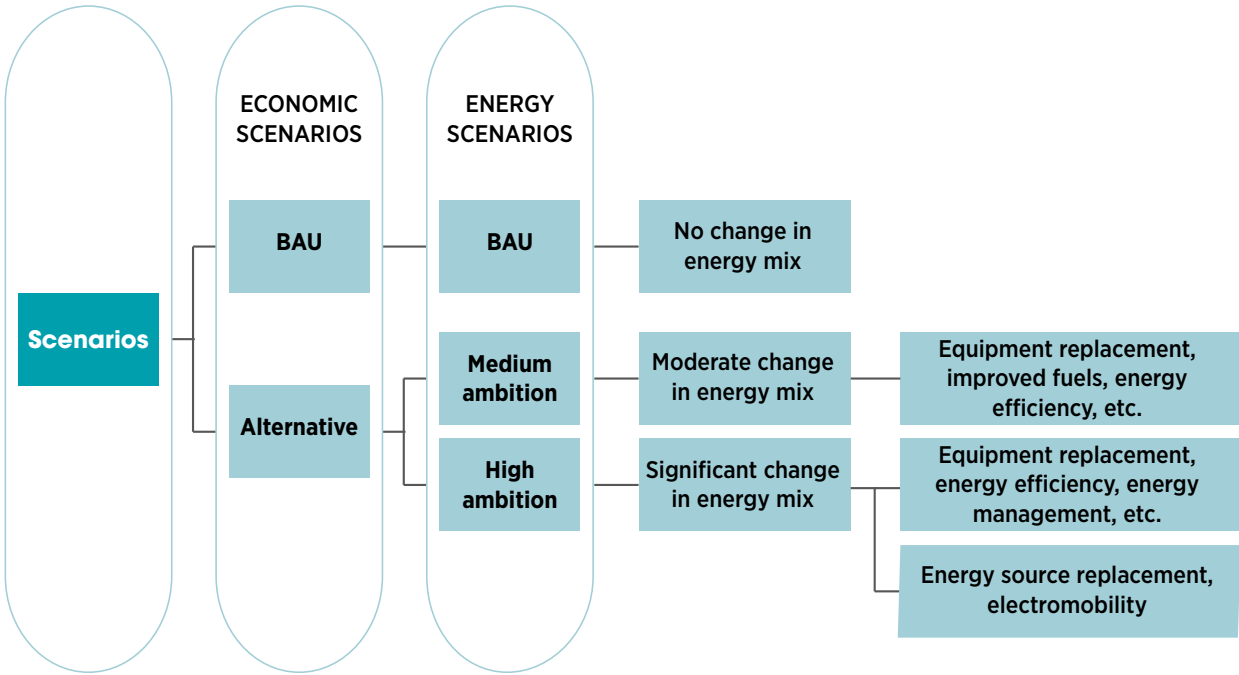 ECONOMIC
SCENARIOS
ENERGY
SCENARIOS
BAU
BAU
No change in
energy mix
Scenarios
Medium
ambition
Moderate change
in energy mix
Equipment replacement,
improved fuels, energy
efficiency, etc.
Alternative
High
ambition
Significant change
in energy mix
Equipment replacement,
energy efficiency, energy
management, etc.
Energy source replacement,
electromobility